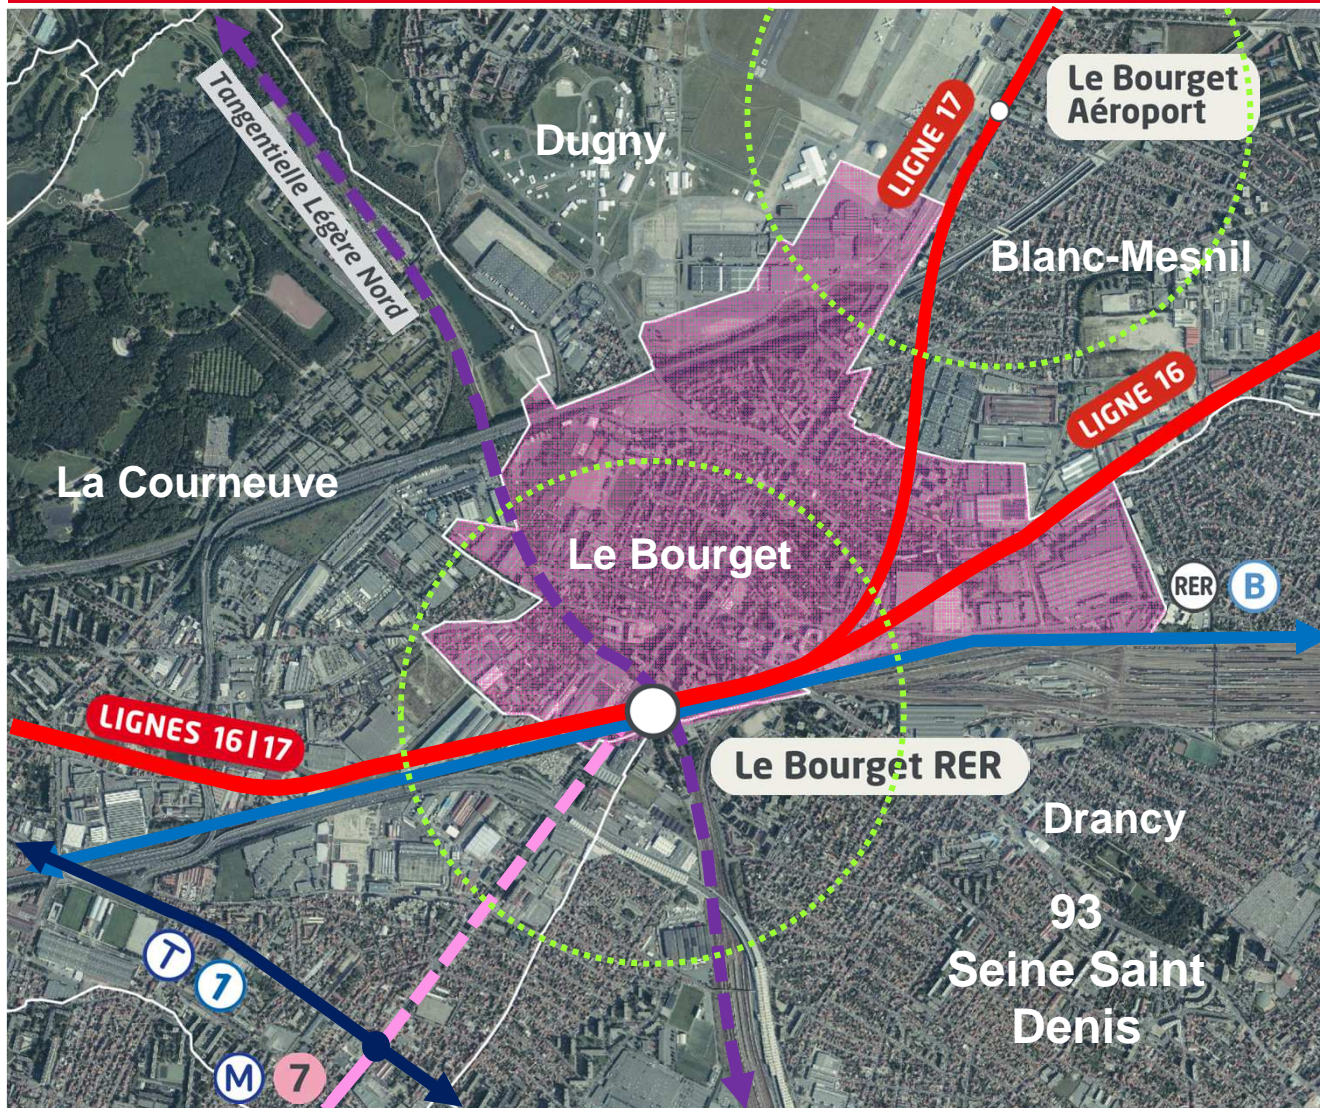 Le Bourget
Aéroport
LIGNE 17
Dugny
Tangentielle Légère Nord
Blanc-Mesnil
LIGNE 16
La Courneuve
Le Bourget
RER B
LIGNES 16|17
Le Bourget RER
Drancy
93
Seine Saint
Denis
T 1
M 7